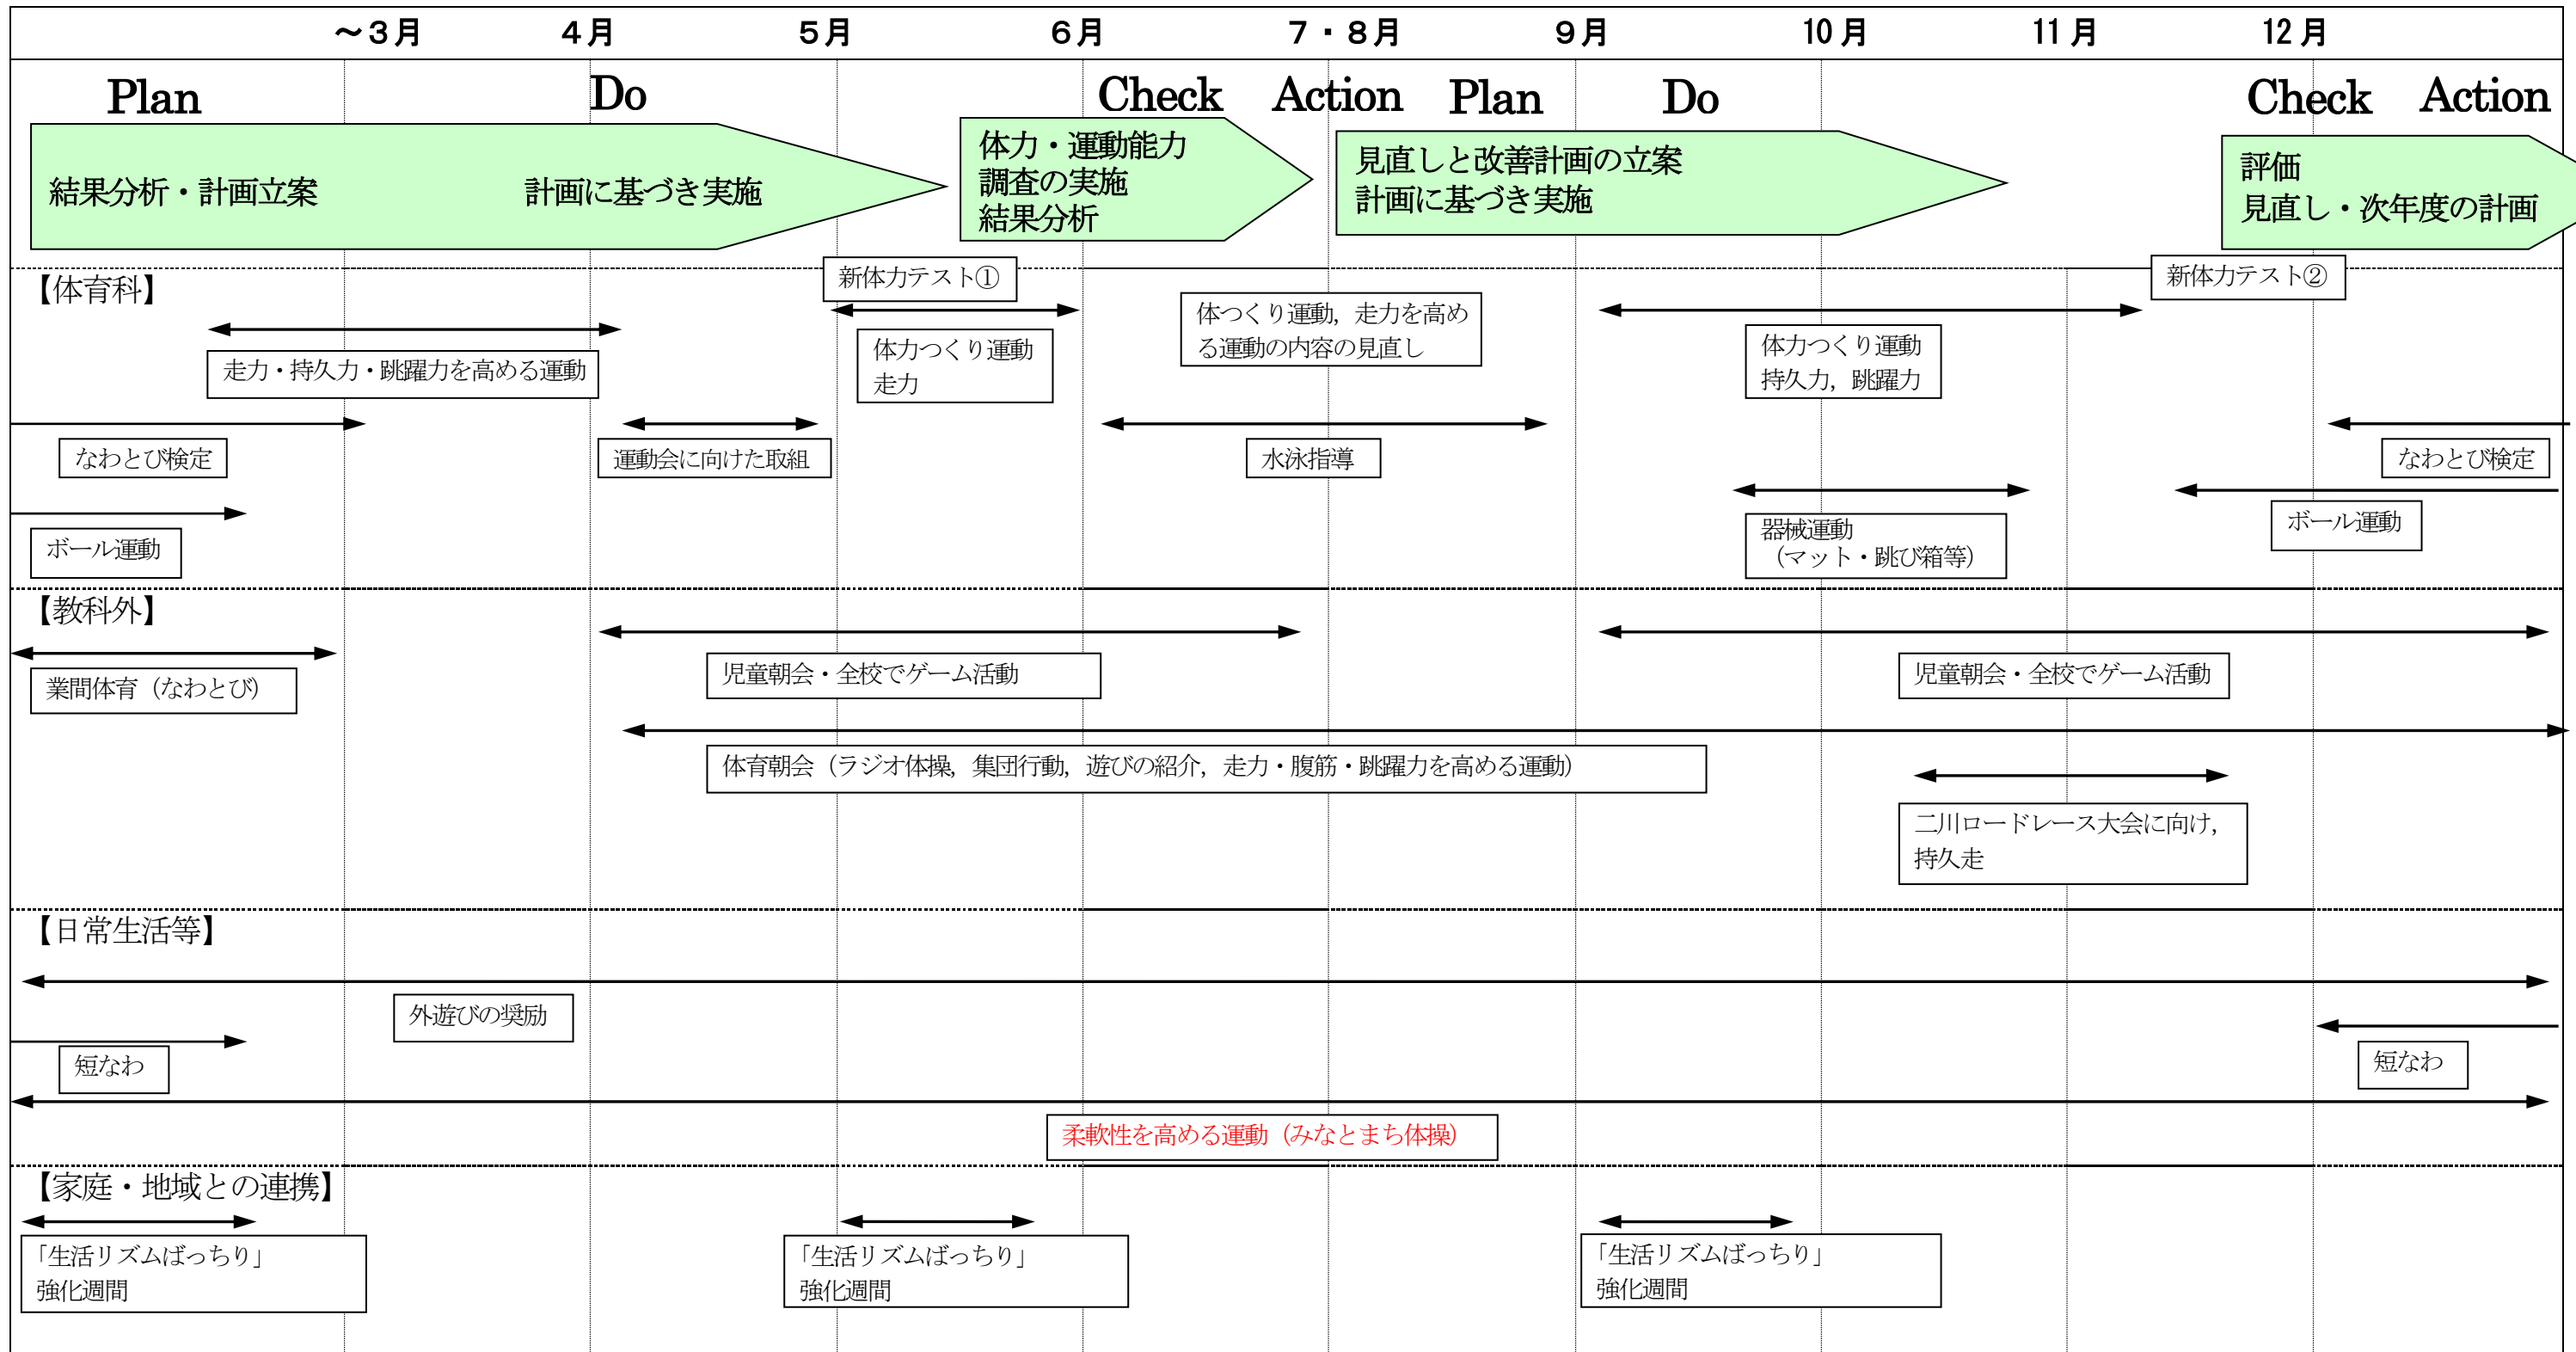 ～３月　４月　５月　６月　７・８月　９月　10月　11月　12月
Plan　Do　Check　Action　Plan　Do　Check　Action
結果分析・計画立案　計画に基づき実施
体力・運動能力
調査の実施
結果分析
見直しと改善計画の立案
計画に基づき実施
評価
見直し・次年度の計画
【体育科】
新体力テスト①
新体力テスト②
走力・持久力・跳躍力を高める運動
体力つくり運動
走力
体つくり運動，走力を高め
る運動の内容の見直し
体力つくり運動
持久力，跳躍力
なわとび検定
運動会に向けた取組
水泳指導
なわとび検定
ボール運動
器械運動
（マット・跳び箱等）
ボール運動
【教科外】
業間体育（なわとび）
児童朝会・全校でゲーム活動
児童朝会・全校でゲーム活動
体育朝会（ラジオ体操，集団行動，遊びの紹介，走力・腹筋・跳躍力を高める運動）
二川ロードレース大会に向け，
持久走
【日常生活等】
外遊びの奨励
短なわ
短なわ
柔軟性を高める運動（みなとまち体操）
【家庭・地域との連携】
「生活リズムばっちり」
強化週間
「生活リズムばっちり」
強化週間
「生活リズムばっちり」
強化週間